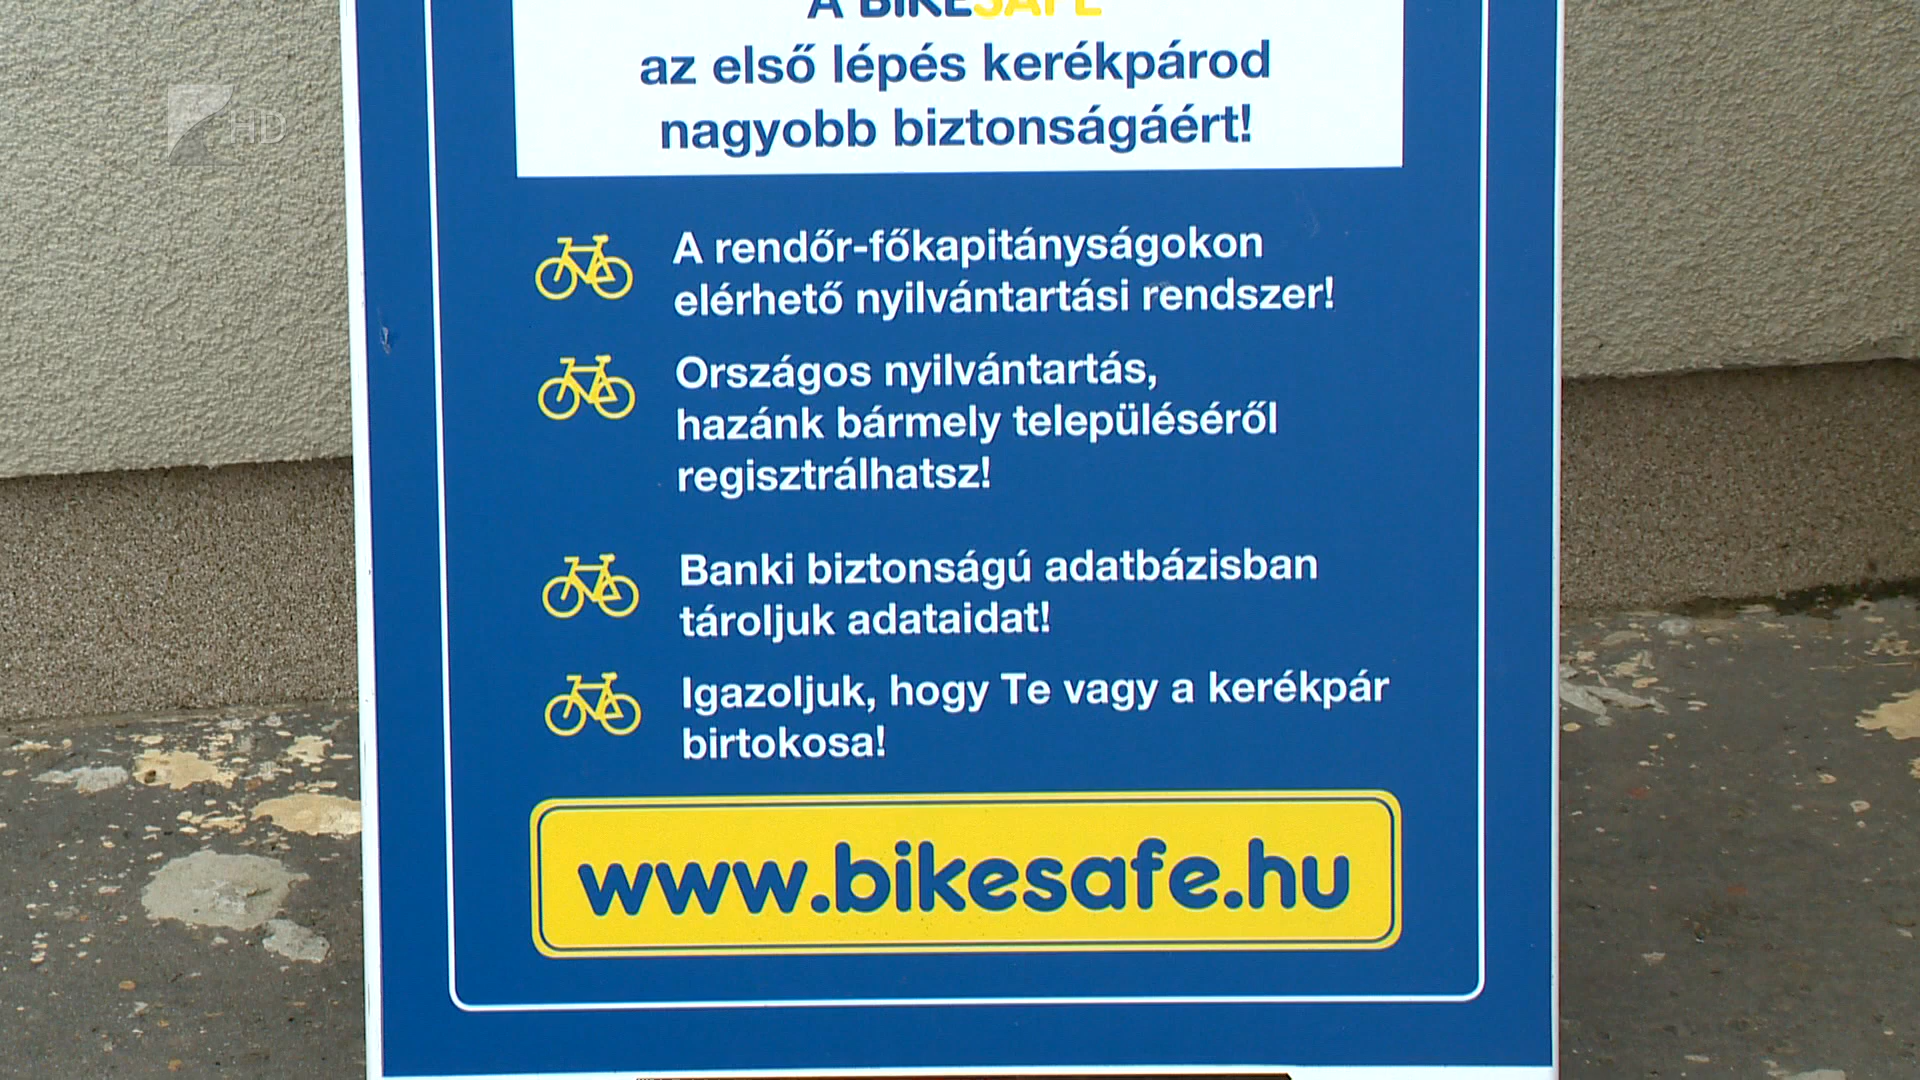 A BIKESAFE
az első lépés kerékpárod
nagyobb biztonságáért!
HD
A rendőr-főkapitányságokon
elérhető nyilvántartási rendszer!
Országos nyilvántartás,
hazánk bármely településéről
regisztrálhatsz!
Banki biztonságú adatbázisban
tároljuk adataidat!
Igazoljuk, hogy Te vagy a kerékpár
birtokosa!
www.bikesafe.hu